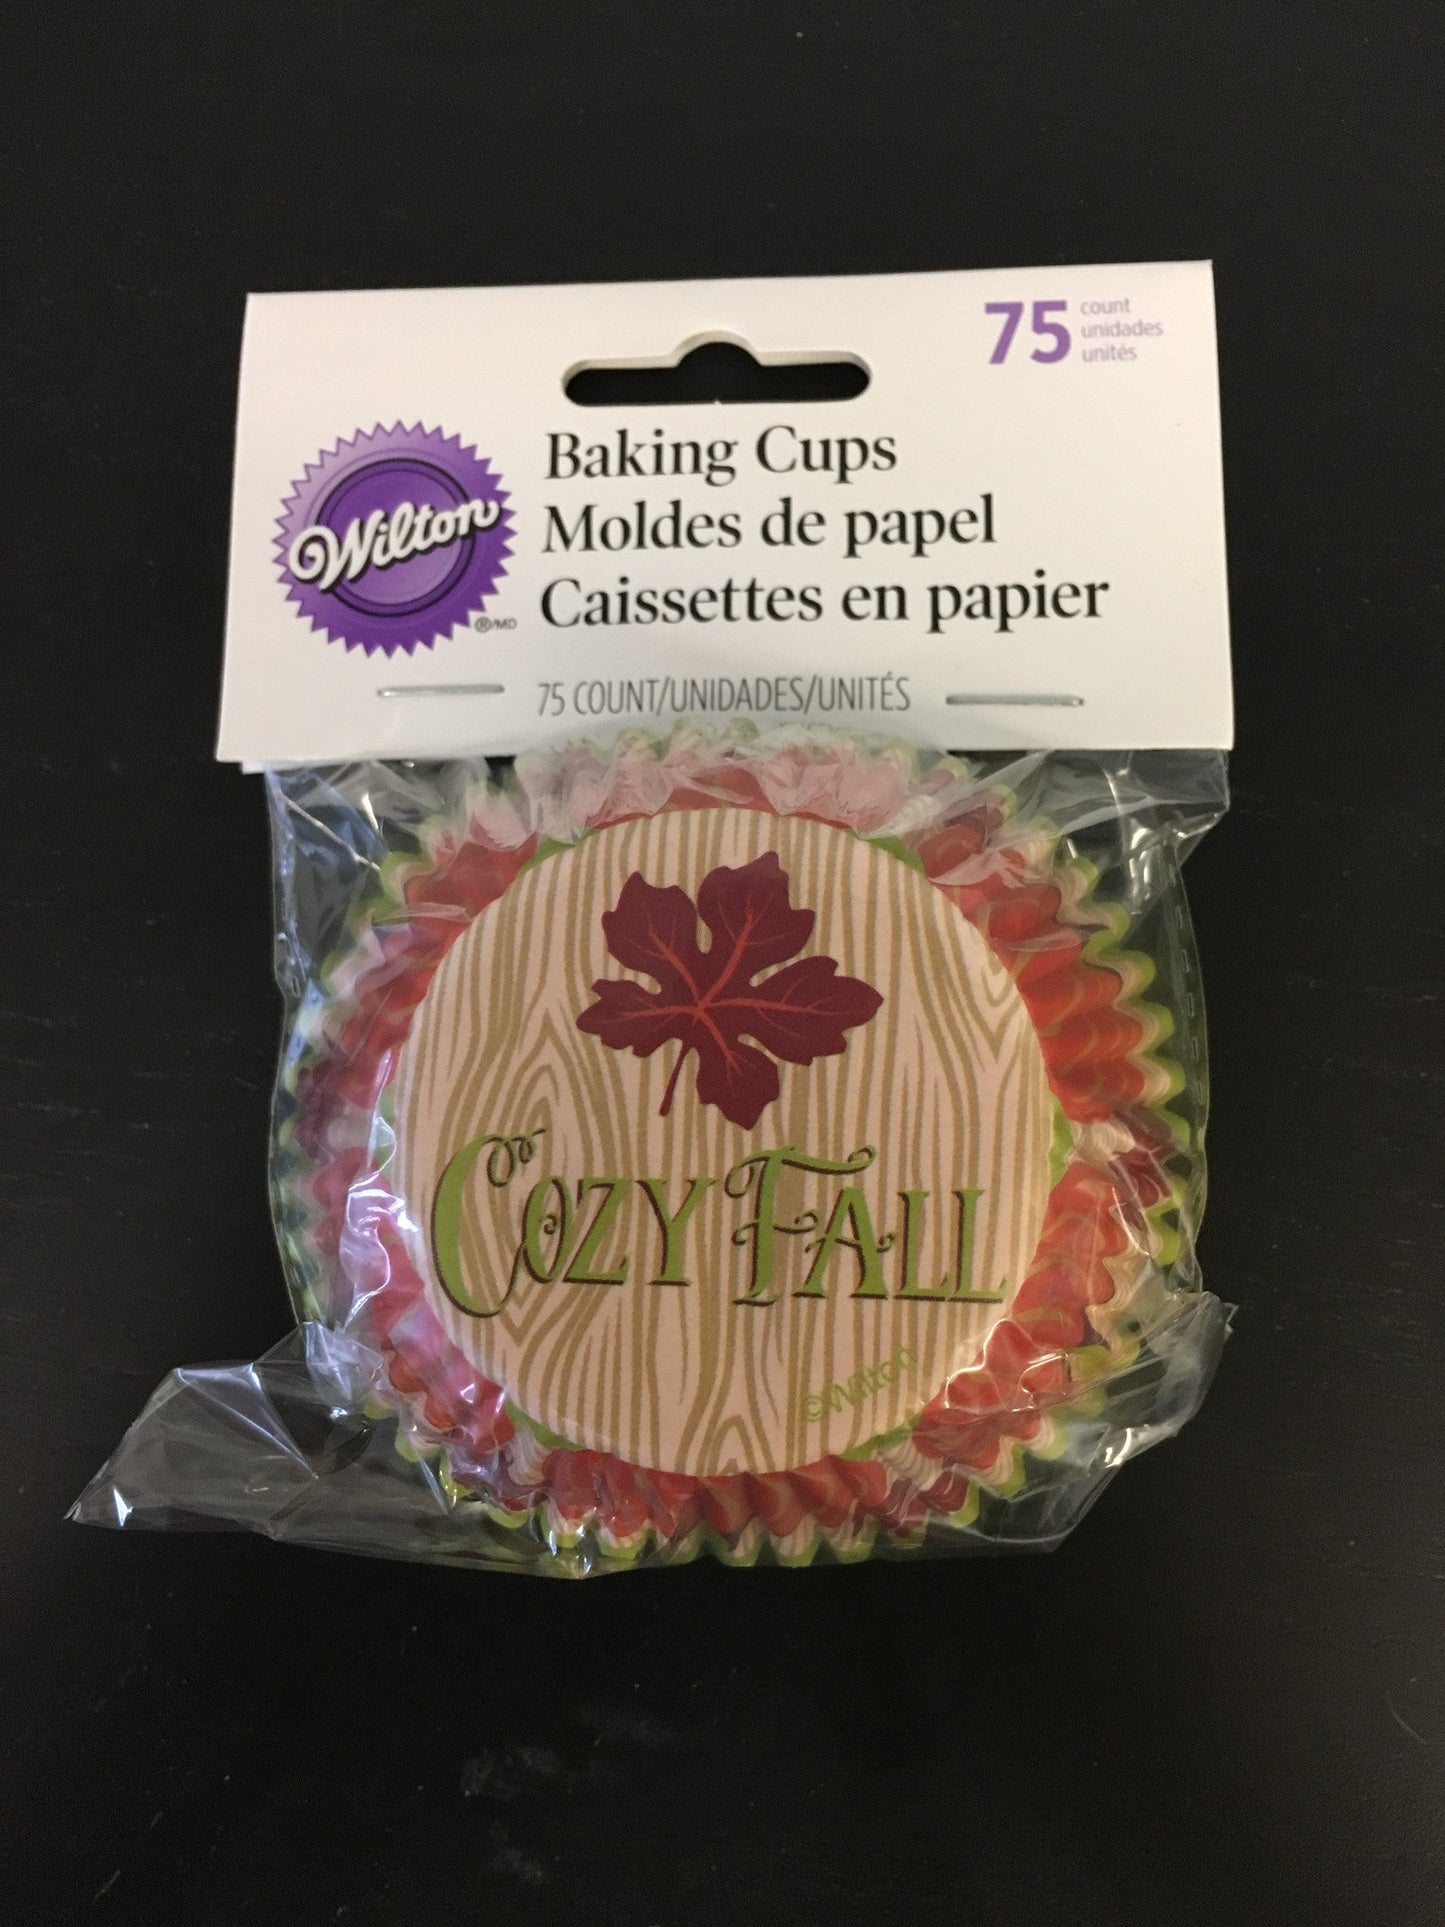 75 count
unidades
unités
Baking Cups
Moldes de papel
Caissettes en papier
Wilton
®/MD
75 COUNT/UNIDADES/UNITÉS
COZY FALL
©Wilton